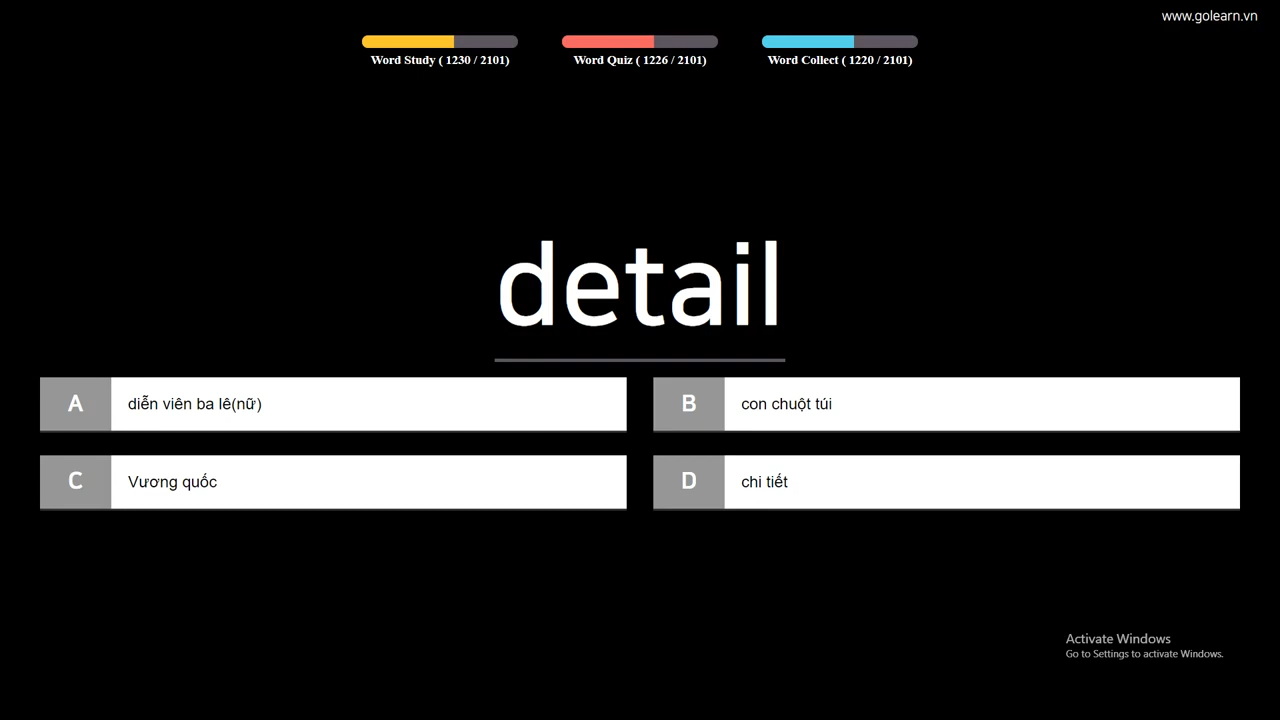 www.golearn.vn
Word Study ( 1230 / 2101) Word Quiz ( 1226 / 2101) Word Collect ( 1220 / 2101)
detail
A diễn viên ba lê(nữ)
B con chuột túi
C Vương quốc
D chi tiết
Activate Windows
Go to Settings to activate Windows.